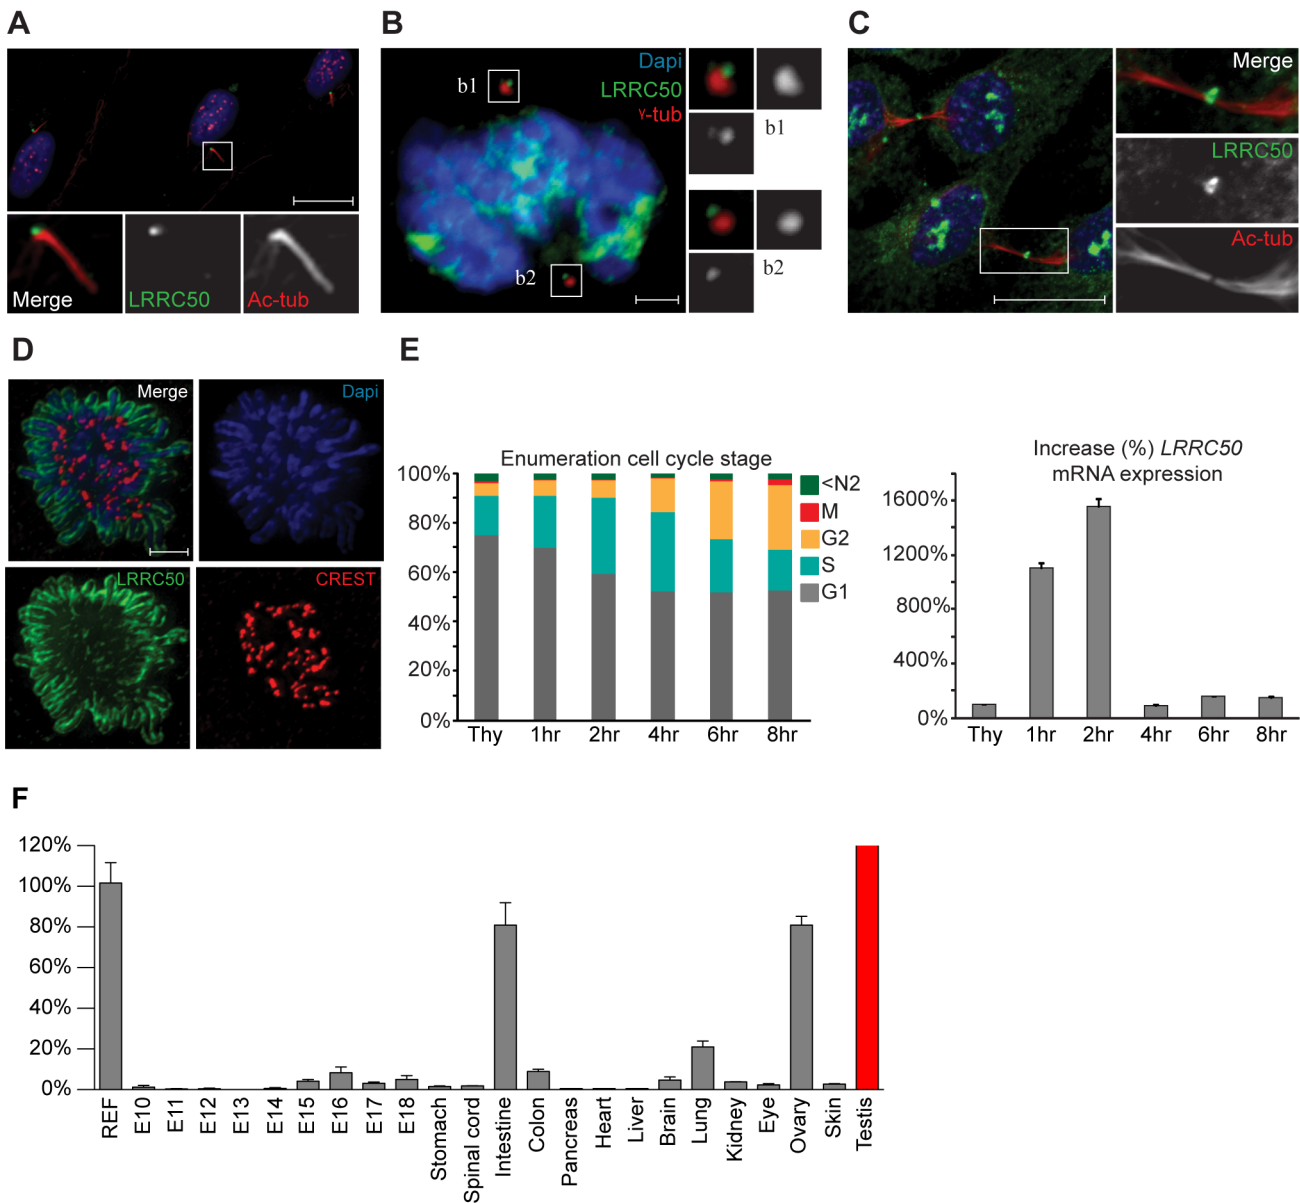 A
Merge
LRRC50
Ac-tub
B
Dapi
LRRC50
γ-tub
b1
b2
b1
b2
C
Merge
LRRC50
Ac-tub
D
Merge
Dapi
LRRC50
CREST
E
Enumeration cell cycle stage
100%
80%
60%
40%
20%
0%
Thy 1hr 2hr 4hr 6hr 8hr
<N2
M
G2
S
G1
Increase (%) LRRC50
mRNA expression
1600%
1200%
800%
400%
0%
Thy 1hr 2hr 4hr 6hr 8hr
F
120%
100%
80%
60%
40%
20%
0%
REF
E10
E11
E12
E13
E14
E15
E16
E17
E18
Stomach
Spinal cord
Intestine
Colon
Pancreas
Heart
Liver
Brain
Lung
Kidney
Eye
Ovary
Skin
Testis